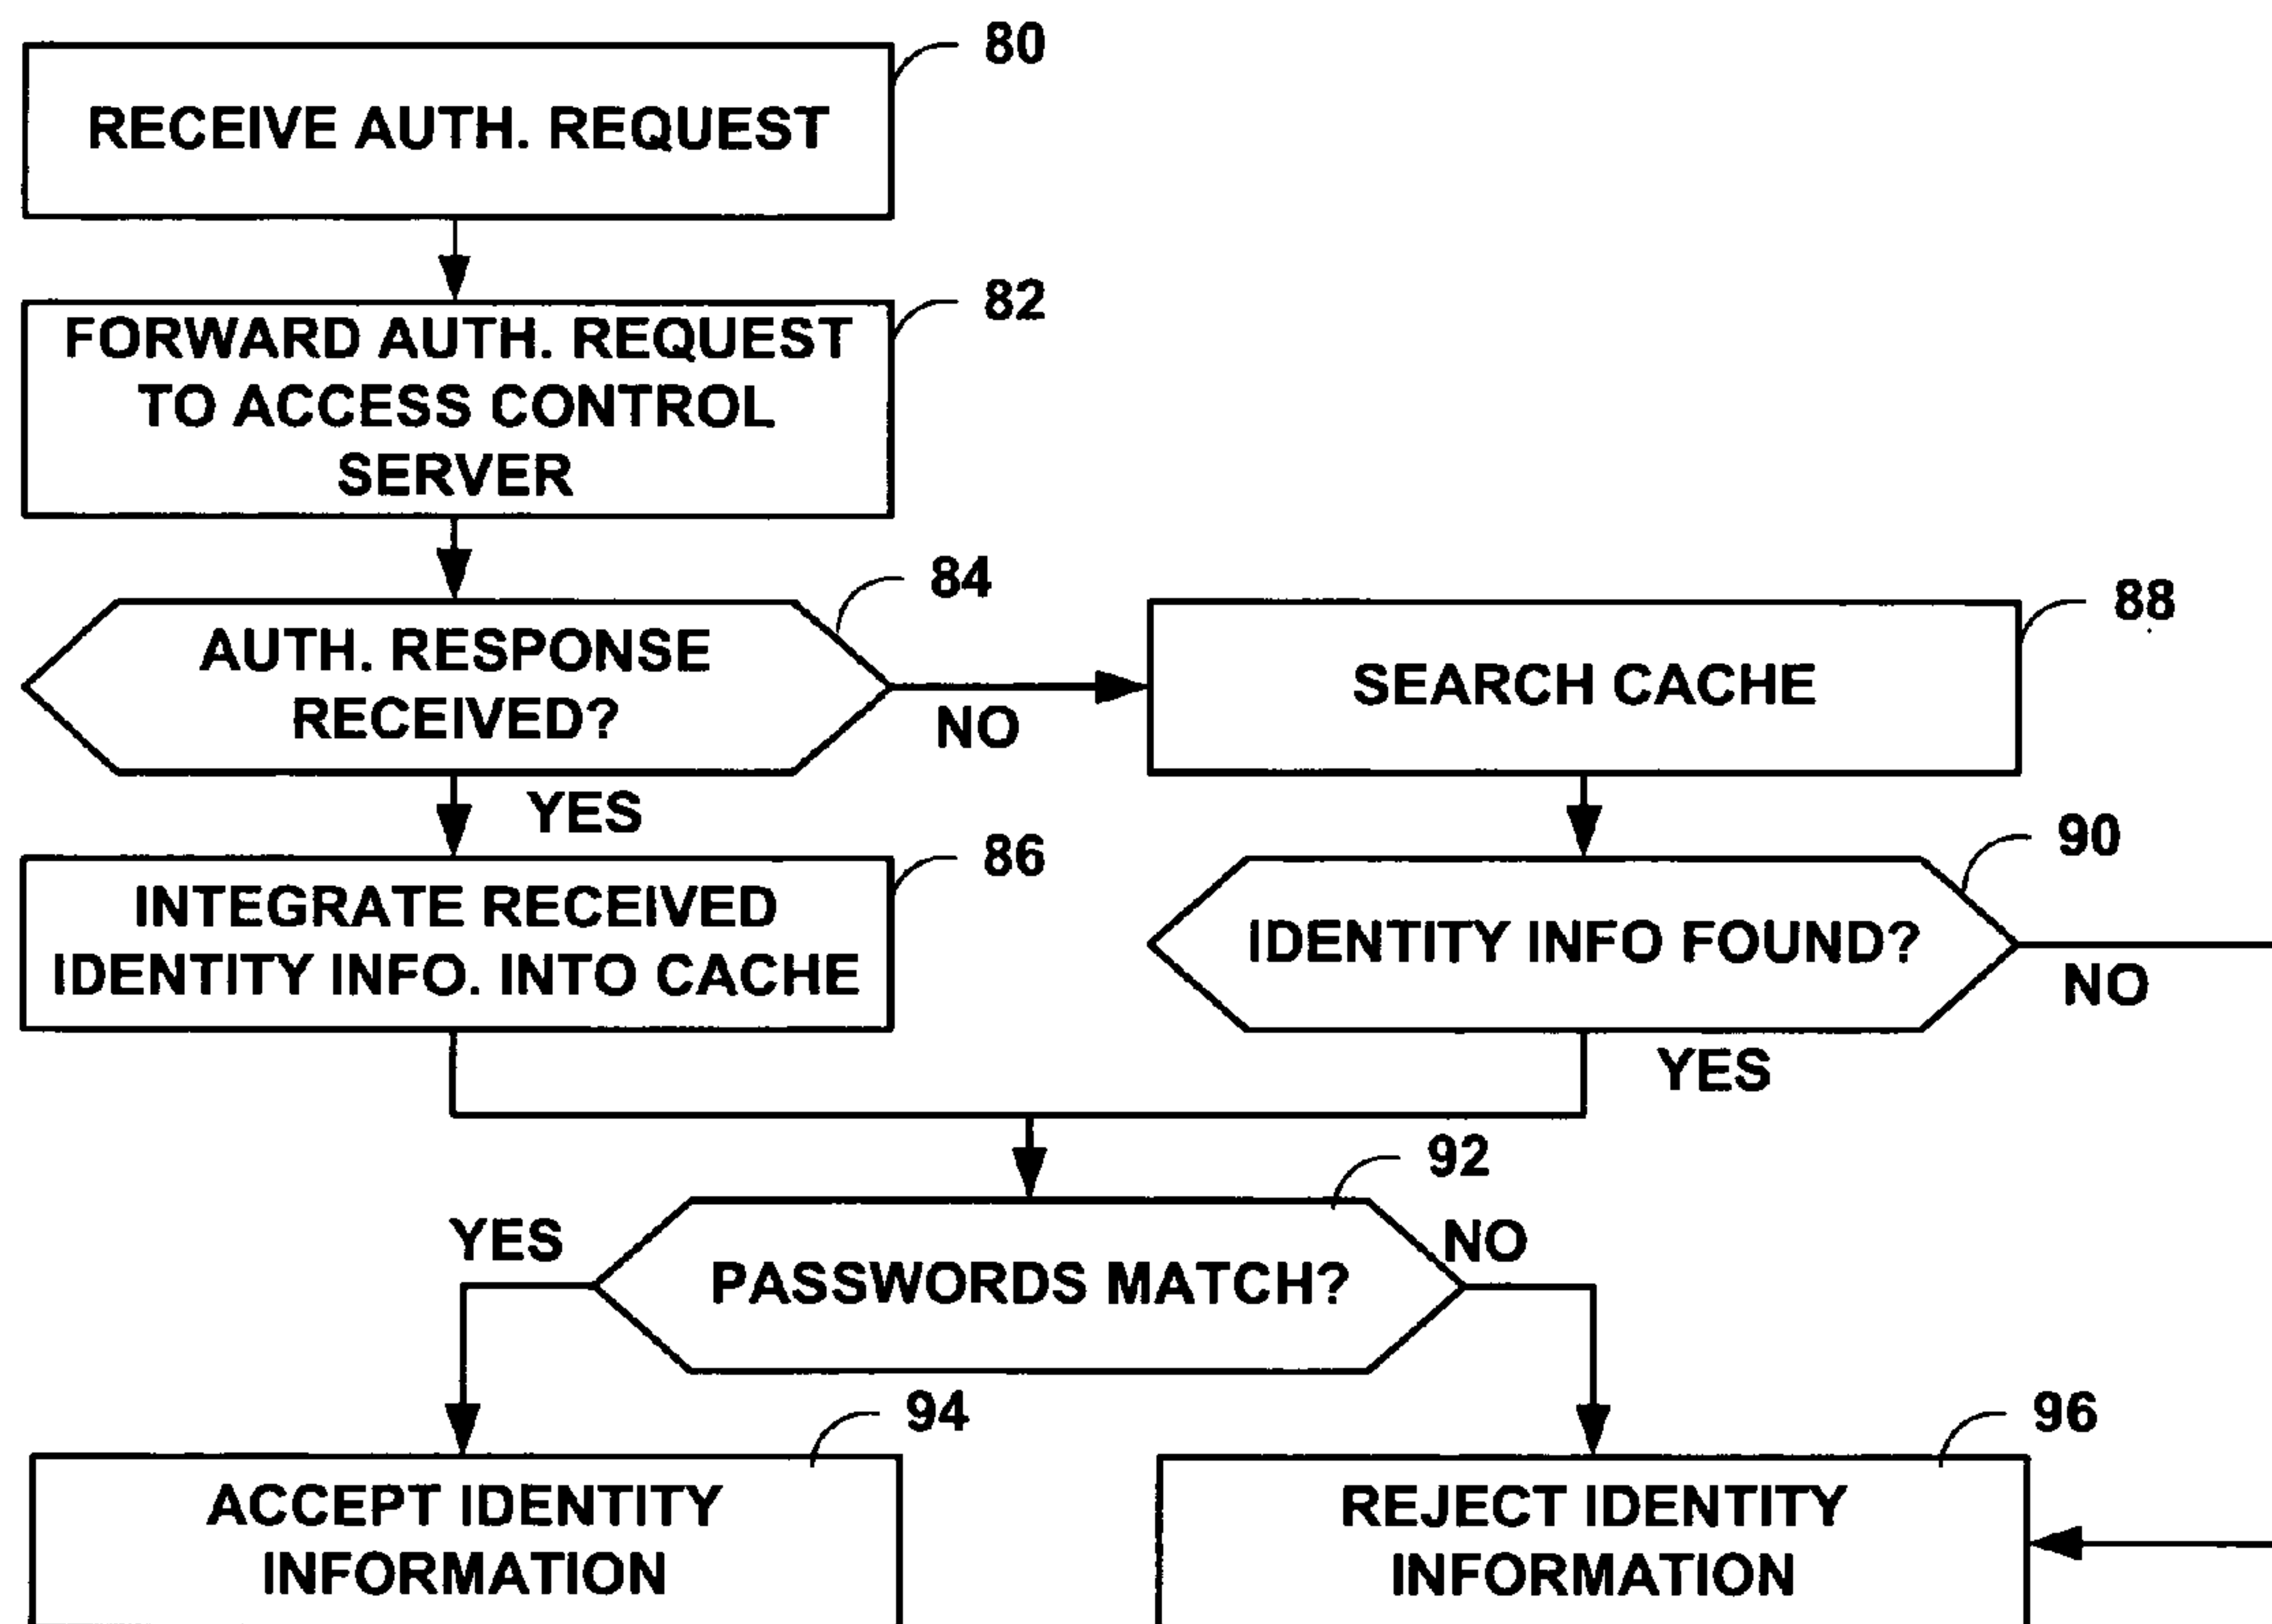 80
RECEIVE AUTH. REQUEST
82
FORWARD AUTH. REQUEST
TO ACCESS CONTROL
SERVER
84
AUTH. RESPONSE
RECEIVED?
NO
88
SEARCH CACHE
YES
86
INTEGRATE RECEIVED
IDENTITY INFO. INTO CACHE
90
IDENTITY INFO FOUND?
NO
YES
92
YES
PASSWORDS MATCH?
NO
94
ACCEPT IDENTITY
INFORMATION
96
REJECT IDENTITY
INFORMATION